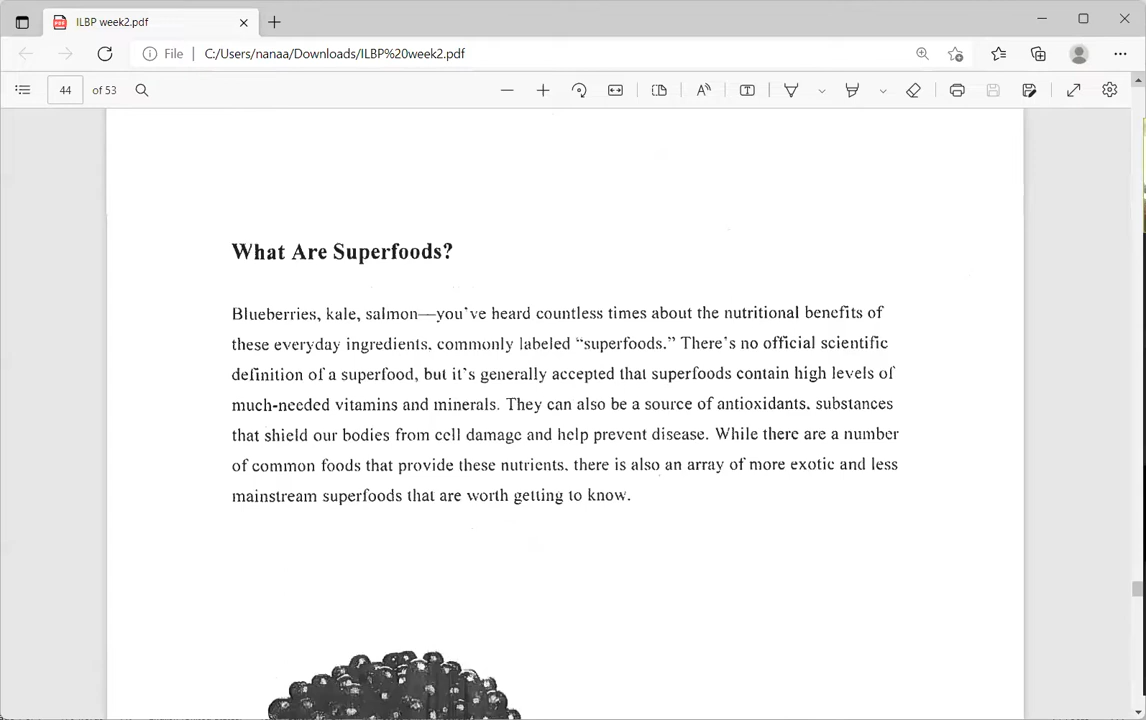 ILBP week2.pdf
File C:/Users/nanaa/Downloads/ILBP%20week2.pdf
44 of 53
What Are Superfoods?
Blueberries, kale, salmon—you've heard countless times about the nutritional benefits of
these everyday ingredients, commonly labeled “superfoods.” There's no official scientific
definition of a superfood, but it's generally accepted that superfoods contain high levels of
much-needed vitamins and minerals. They can also be a source of antioxidants, substances
that shield our bodies from cell damage and help prevent disease. While there are a number
of common foods that provide these nutrients, there is also an array of more exotic and less
mainstream superfoods that are worth getting to know.